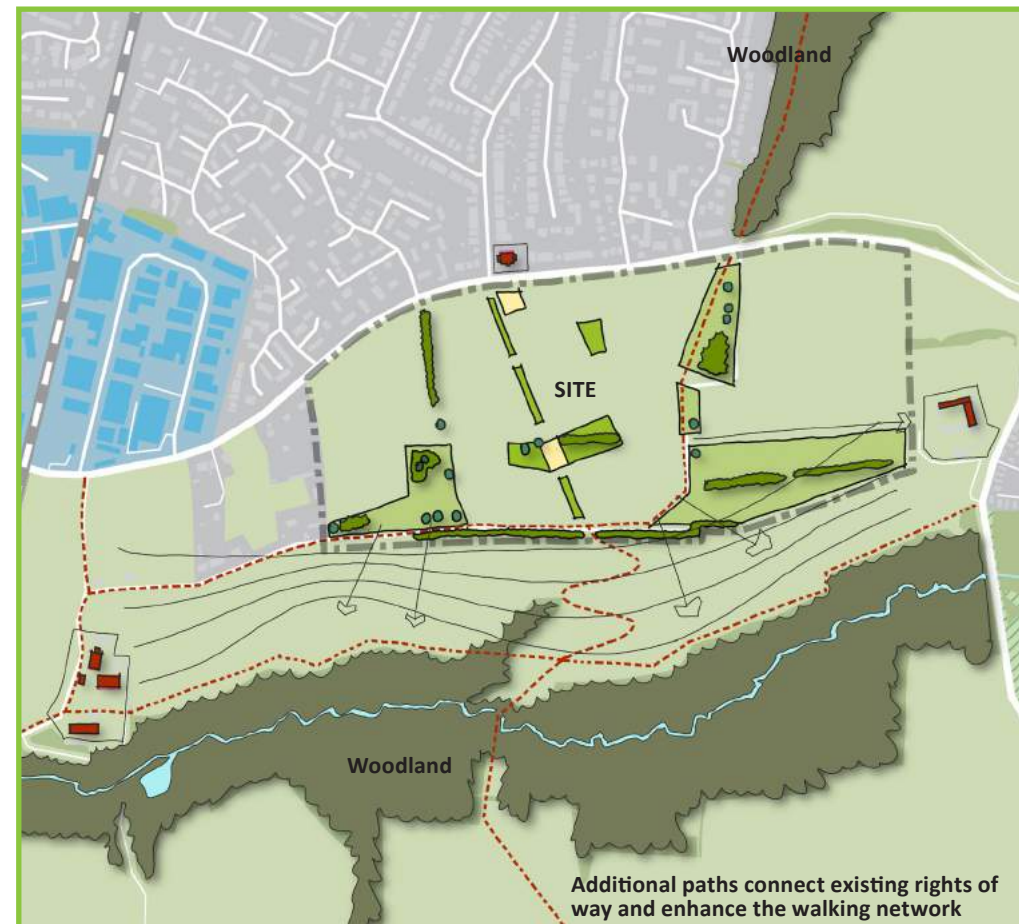 Woodland
SITE
Woodland
Additional paths connect existing rights of
way and enhance the walking network